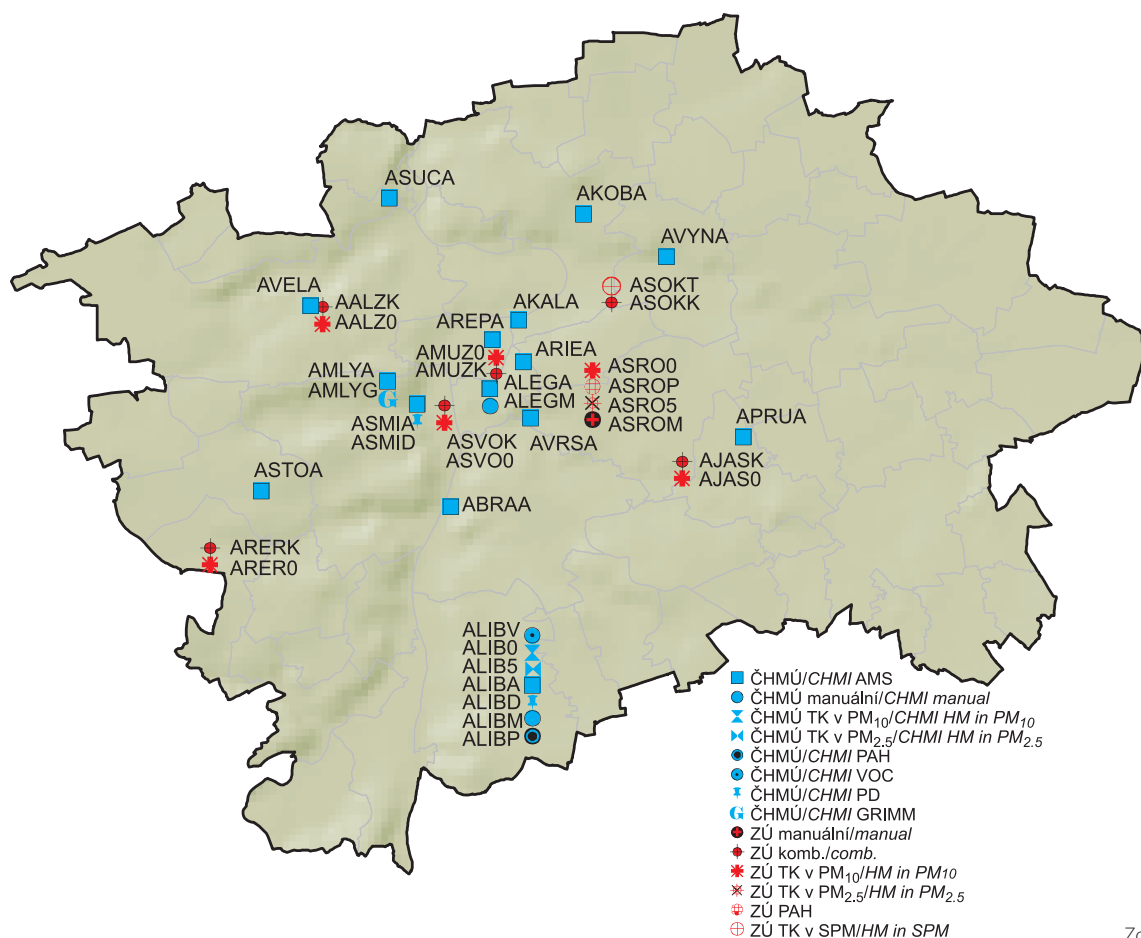 ASUCA
AKOBA
AVYNA
ASOKT
ASOKK
AVELA
AALZK
AALZ0
AKALA
AREPA
AMUZ0
AMUZK
ARIEA
ASRO0
ASROP
ASRO5
ASROM
AMLYA
AMLYG
ALEGA
ALEGM
ASMIA
ASMID
ASVOK
ASVO0
AVRSA
APRUA
AJASK
AJAS0
ASTOA
ABRAA
ARERK
ARER0
ALIBV
ALIB0
ALIB5
ALIBA
ALIBD
ALIBM
ALIBP
ČHMÚ/CHMI AMS
ČHMÚ manuální/CHMI manual
ČHMÚ TK v PM10/CHMI HM in PM10
ČHMÚ TK v PM2.5/CHMI HM in PM2.5
ČHMÚ/CHMI PAH
ČHMÚ/CHMI VOC
ČHMÚ/CHMI PD
G ČHMÚ/CHMI GRIMM
ZÚ manuální/manual
ZÚ komb./comb.
ZÚ TK v PM10/HM in PM10
ZÚ TK v PM2.5/HM in PM2.5
ZÚ PAH
ZÚ TK v SPM/HM in SPM